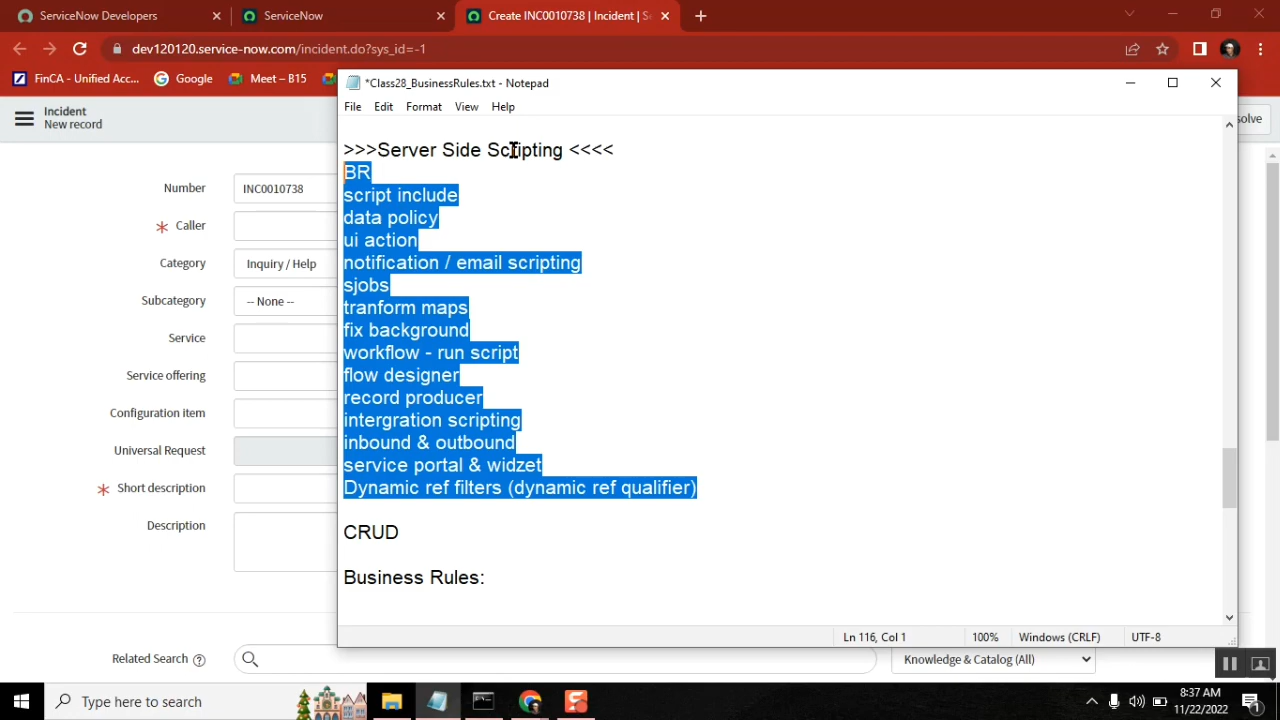 ServiceNow Developers
ServiceNow
Create INC0010738 | Incident | Se
dev120120.service-now.com/incident.do?sys_id=-1
FinCA - Unified Acc...
Google
Meet – B15
Incident
New record
solve
*Class28_BusinessRules.txt - Notepad
File Edit Format View Help
>>>Server Side Scripting <<<<
BR
script include
data policy
ui action
notification / email scripting
sjobs
tranform maps
fix background
workflow - run script
flow designer
record producer
intergration scripting
inbound & outbound
service portal & widzet
Dynamic ref filters (dynamic ref qualifier)
CRUD
Business Rules:
Ln 116, Col 1 100% Windows (CRLF) UTF-8
Number INC0010738
Caller
Category Inquiry / Help
Subcategory -- None --
Service
Service offering
Configuration item
Universal Request
Short description
Description
Related Search
Knowledge & Catalog (All)
Type here to search
8:37 AM
11/22/2022
1